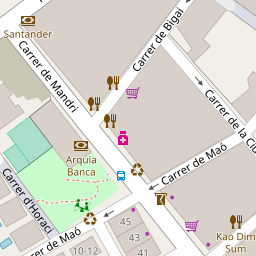 Santander
Carrer de Mandri
Carrer de Bigai
Carrer de la Ci
Arquia
Banca
Carrer de Maó
Carrer d'Horaci
Carrer de Maó
45
43
41
10-12
Kao Dim
Sum